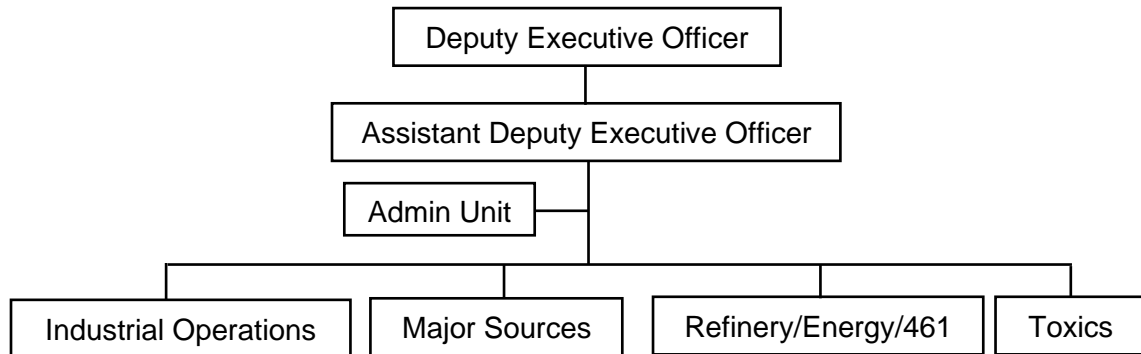 Deputy Executive Officer
Assistant Deputy Executive Officer
Admin Unit
Industrial Operations
Major Sources
Refinery/Energy/461
Toxics